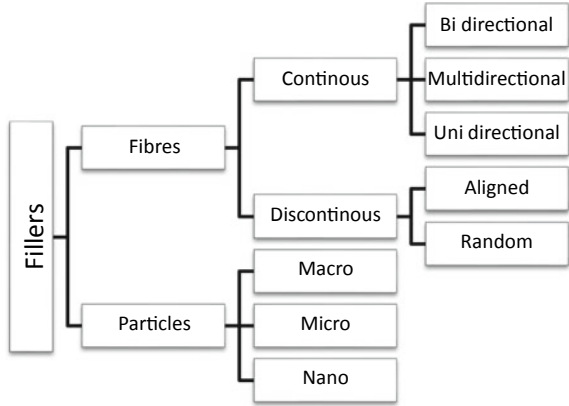 Fillers
Fibres
Continous
Bi directional
Multidirectional
Uni directional
Discontinous
Aligned
Random
Particles
Macro
Micro
Nano